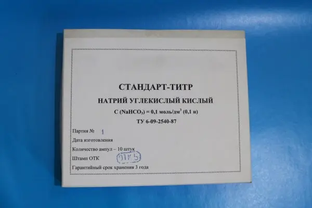 СТАНДАРТ-ТИТР
НАТРИЙ УГЛЕКИСЛЫЙ КИСЛЫЙ
С (NaHCO₃) = 0,1 моль/дм³ (0,1 н)
ТУ 6-09-2540-87
Партия № 1
Дата изготовления
Количество ампул – 10 штук
Штамп ОТК
Гарантийный срок хранения 3 года